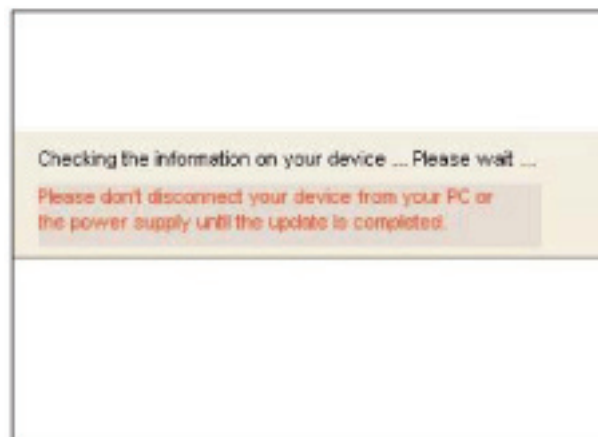 Checking the information on your device ... Please wait ...
Please don't disconnect your device from your PC or
the power supply until the update is completed.